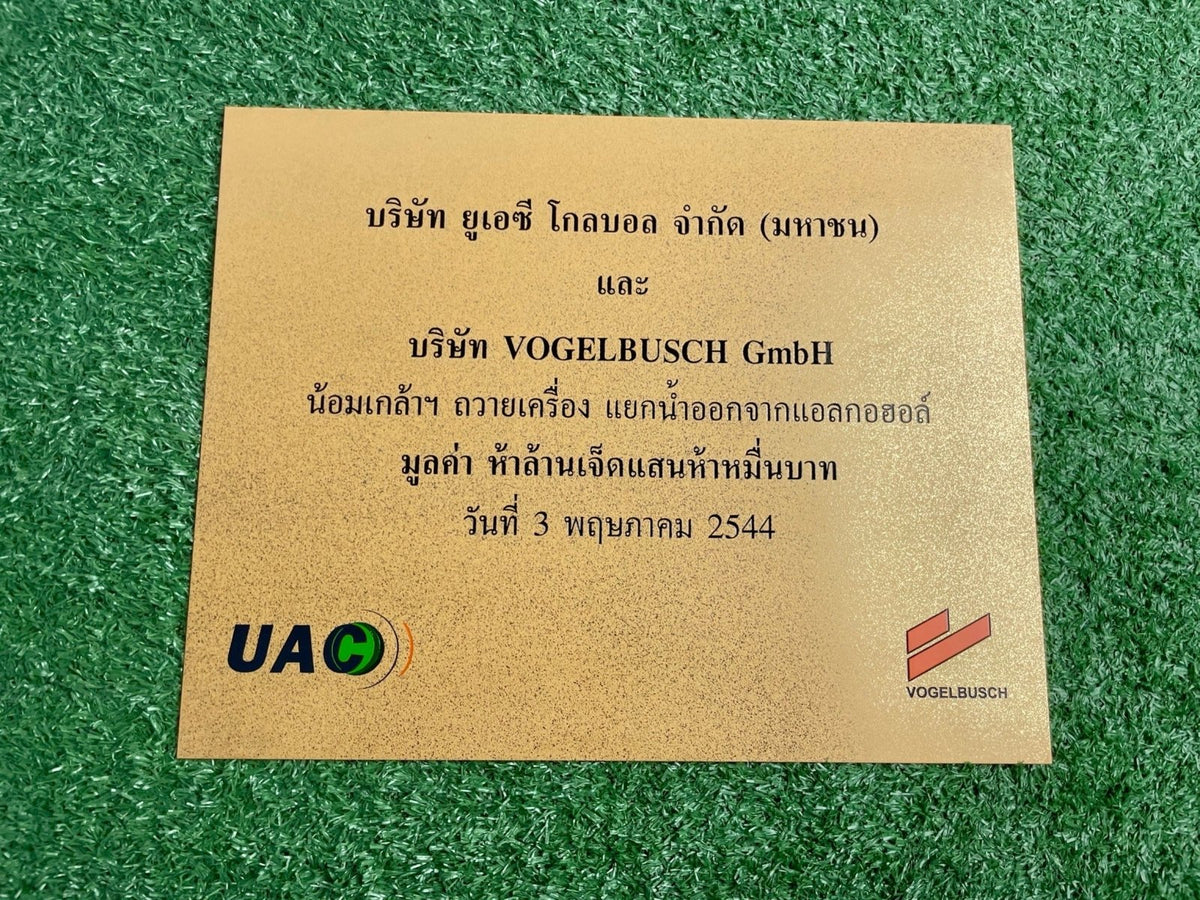 บริษัท ยูเอซี โกลบอล จำกัด (มหาชน)
และ
บริษัท VOGELBUSCH GmbH
น้อมเกล้าฯ ถวายเครื่อง แยกน้ำออกจากแอลกอฮอล์
มูลค่า ห้าล้านเจ็ดแสนห้าหมื่นบาท
วันที่ 3 พฤษภาคม 2544
UAC
VOGELBUSCH